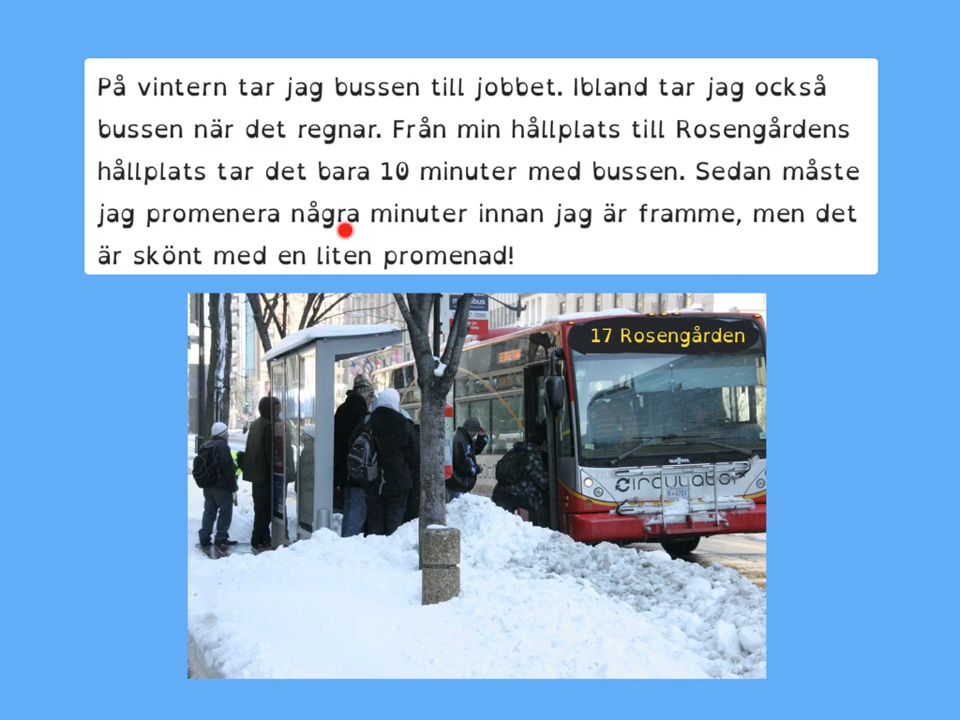 På vintern tar jag bussen till jobbet. Ibland tar jag också
bussen när det regnar. Från min hållplats till Rosengårdens
hållplats tar det bara 10 minuter med bussen. Sedan måste
jag promenera några minuter innan jag är framme, men det
är skönt med en liten promenad!
17 Rosengården
Circulator